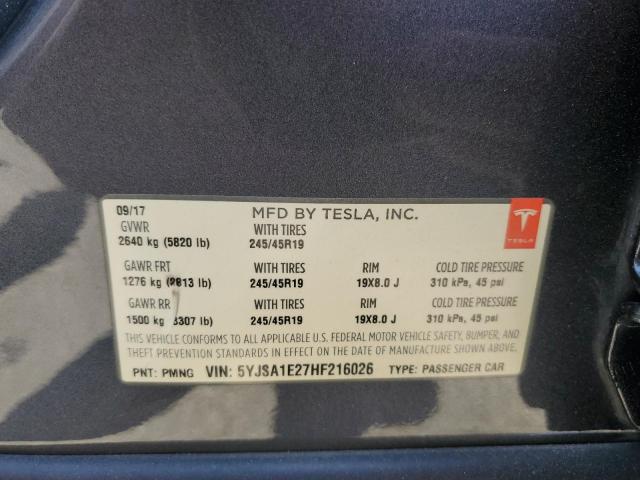 09/17 MFD BY TESLA, INC.
GVWR WITH TIRES
2640 kg (5820 lb) 245/45R19
TESLA
GAWR FRT WITH TIRES RIM COLD TIRE PRESSURE
1276 kg (2813 lb) 245/45R19 19X8.0 J 310 kPa, 45 psi
GAWR RR WITH TIRES RIM COLD TIRE PRESSURE
1500 kg (3307 lb) 245/45R19 19X8.0 J 310 kPa, 45 psi
THIS VEHICLE CONFORMS TO ALL APPLICABLE U.S. FEDERAL MOTOR VEHICLE SAFETY, BUMPER, AND
THEFT PREVENTION STANDARDS IN EFFECT ON THE DATE OF MANUFACTURE SHOWN ABOVE.
PNT: PMNG VIN: 5YJSA1E27HF216026 TYPE: PASSENGER CAR